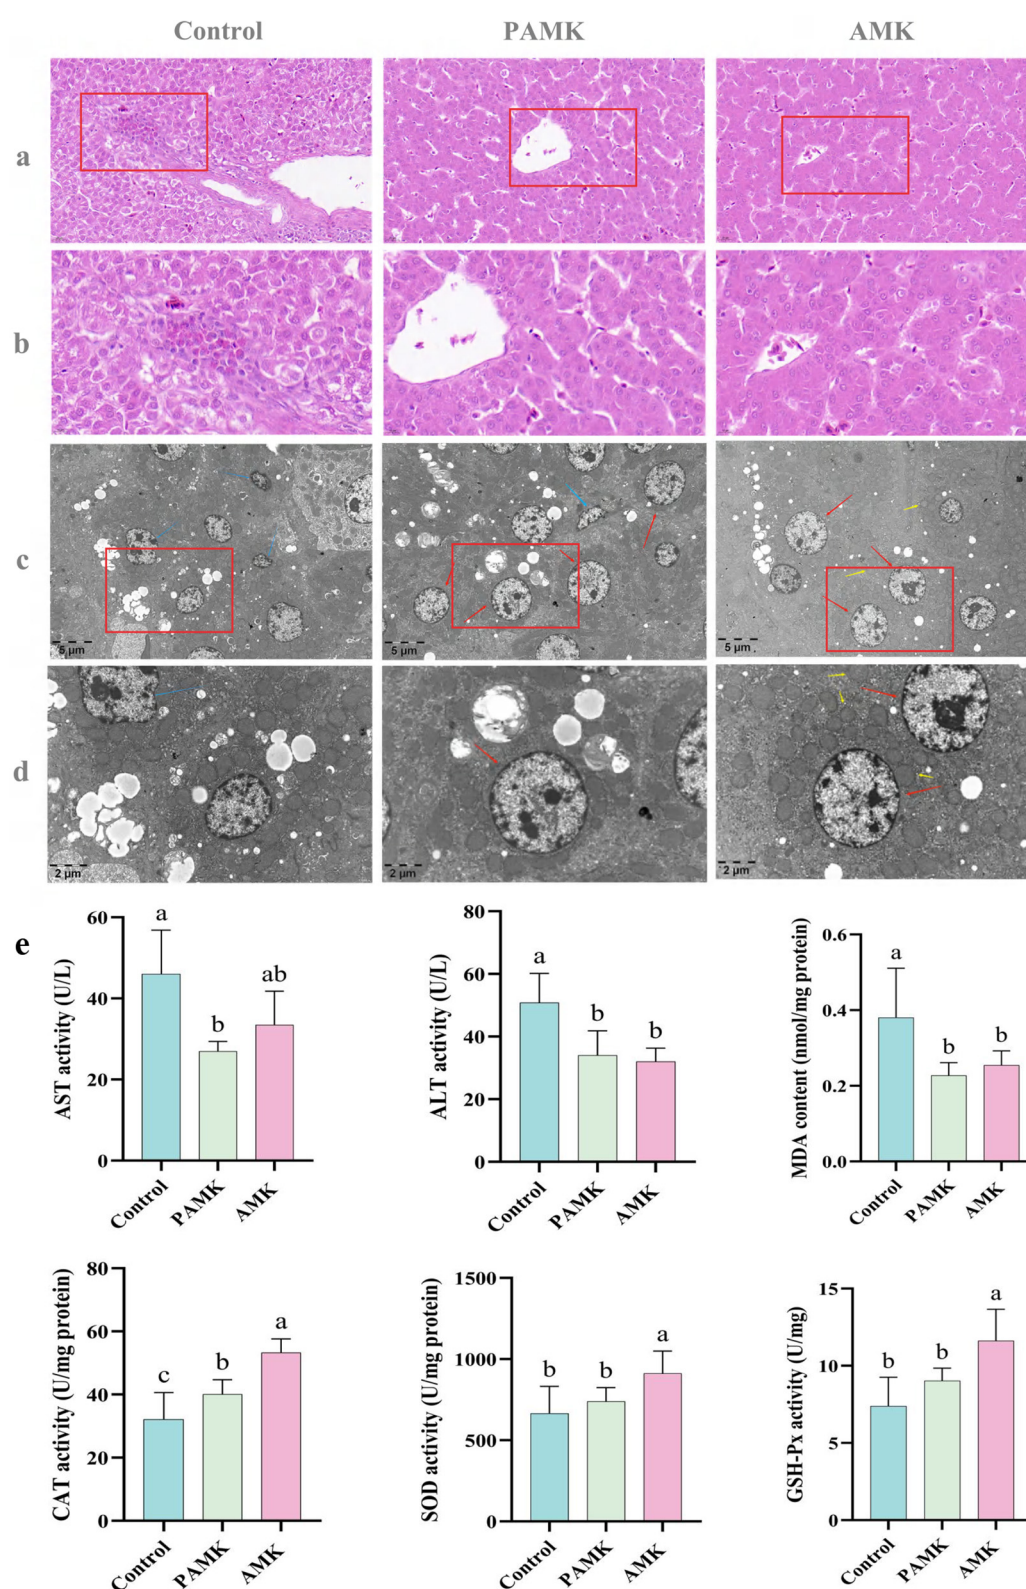 Control PAMK AMK
a
b
c
5 μm 5 μm 5 μm
d
2 μm 2 μm 2 μm
e
AST activity (U/L)
60
40
20
0
a
b
ab
Control PAMK AMK
ALT activity (U/L)
80
60
40
20
0
a
b
b
Control PAMK AMK
MDA content (nmol/mg protein)
0.6
0.4
0.2
0.0
a
b
b
Control PAMK AMK
CAT activity (U/mg protein)
80
60
40
20
0
c
b
a
Control PAMK AMK
SOD activity (U/mg protein)
1500
1000
500
0
b
b
a
Control PAMK AMK
GSH-Px activity (U/mg)
15
10
5
0
b
b
a
Control PAMK AMK